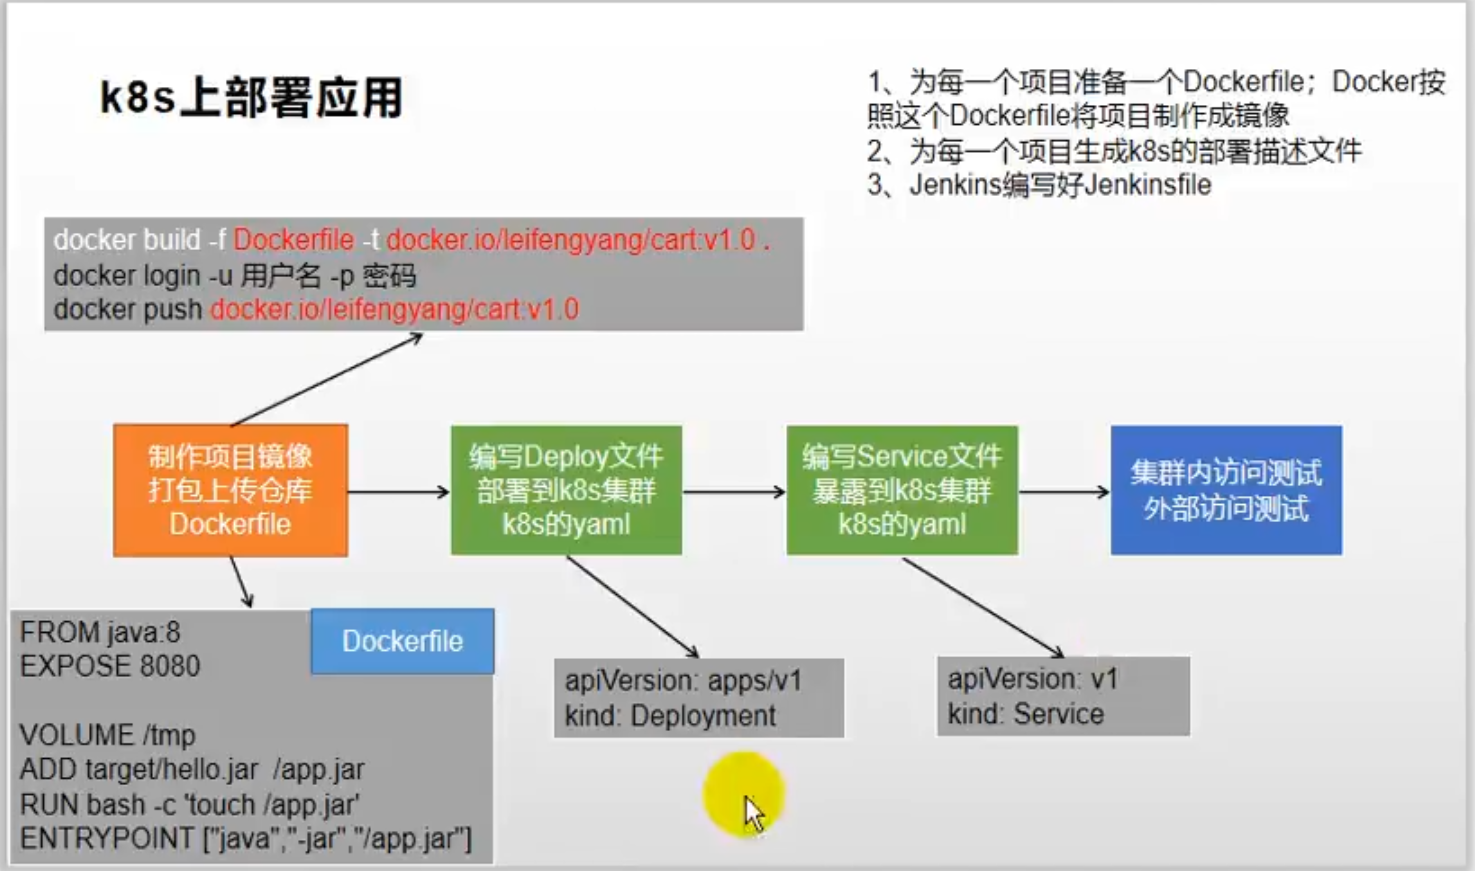 k8s上部署应用
1、为每一个项目准备一个Dockerfile；Docker按
照这个Dockerfile将项目制作成镜像
2、为每一个项目生成k8s的部署描述文件
3、Jenkins编写好Jenkinsfile
docker build -f Dockerfile -t docker.io/leifengyang/cart:v1.0 .
docker login -u 用户名 -p 密码
docker push docker.io/leifengyang/cart:v1.0
制作项目镜像
打包上传仓库
Dockerfile
编写Deploy文件
部署到k8s集群
k8s的yaml
编写Service文件
暴露到k8s集群
k8s的yaml
集群内访问测试
外部访问测试
Dockerfile
FROM java:8
EXPOSE 8080
VOLUME /tmp
ADD target/hello.jar  /app.jar
RUN bash -c 'touch /app.jar'
ENTRYPOINT ["java","-jar","/app.jar"]
apiVersion: apps/v1
kind: Deployment
apiVersion: v1
kind: Service